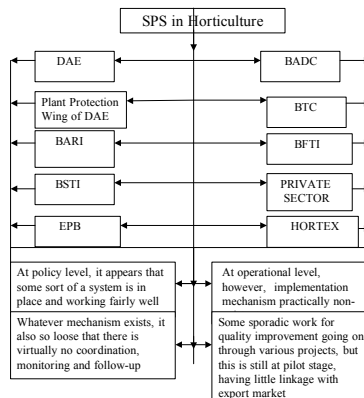 SPS in Horticulture
DAE
BADC
Plant Protection
Wing of DAE
BTC
BARI
BFTI
BSTI
PRIVATE
SECTOR
EPB
HORTEX
At policy level, it appears that
some sort of a system is in
place and working fairly well
At operational level,
however, implementation
mechanism practically non-
Whatever mechanism exists, it
also so loose that there is
virtually no coordination,
monitoring and follow-up
Some sporadic work for
quality improvement going on
through various projects, but
this is still at pilot stage,
having little linkage with
export market